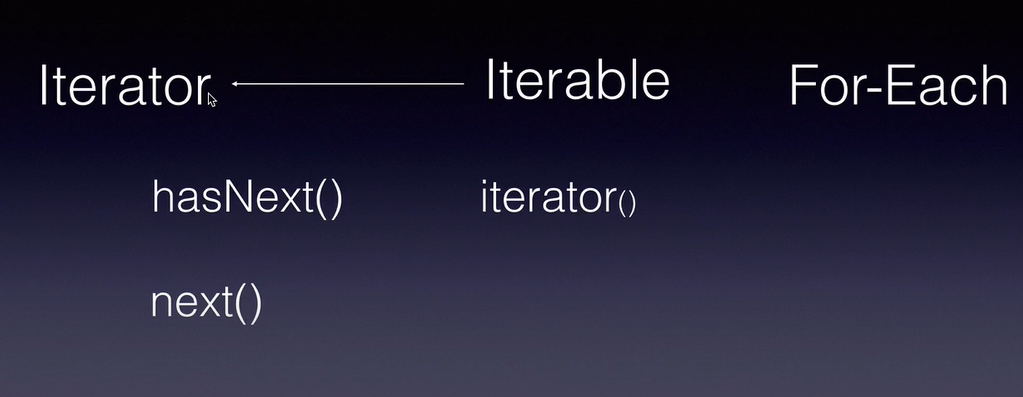 Iterator Iterable For-Each
hasNext() iterator()
next()